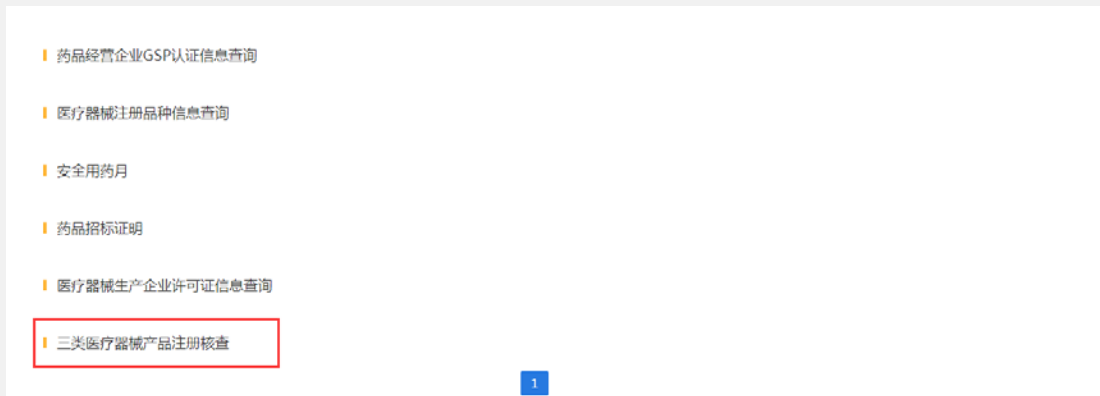 药品经营企业GSP认证信息查询
医疗器械注册品种信息查询
安全用药月
药品招标证明
医疗器械生产企业许可证信息查询
三类医疗器械产品注册核查
1